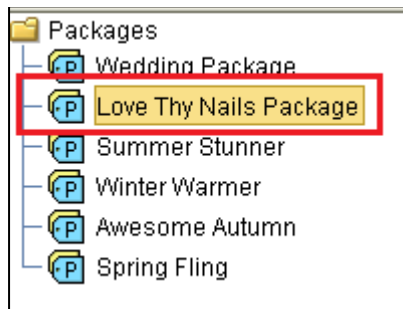 Packages
P Wedding Package
P Love Thy Nails Package
P Summer Stunner
P Winter Warmer
P Awesome Autumn
P Spring Fling